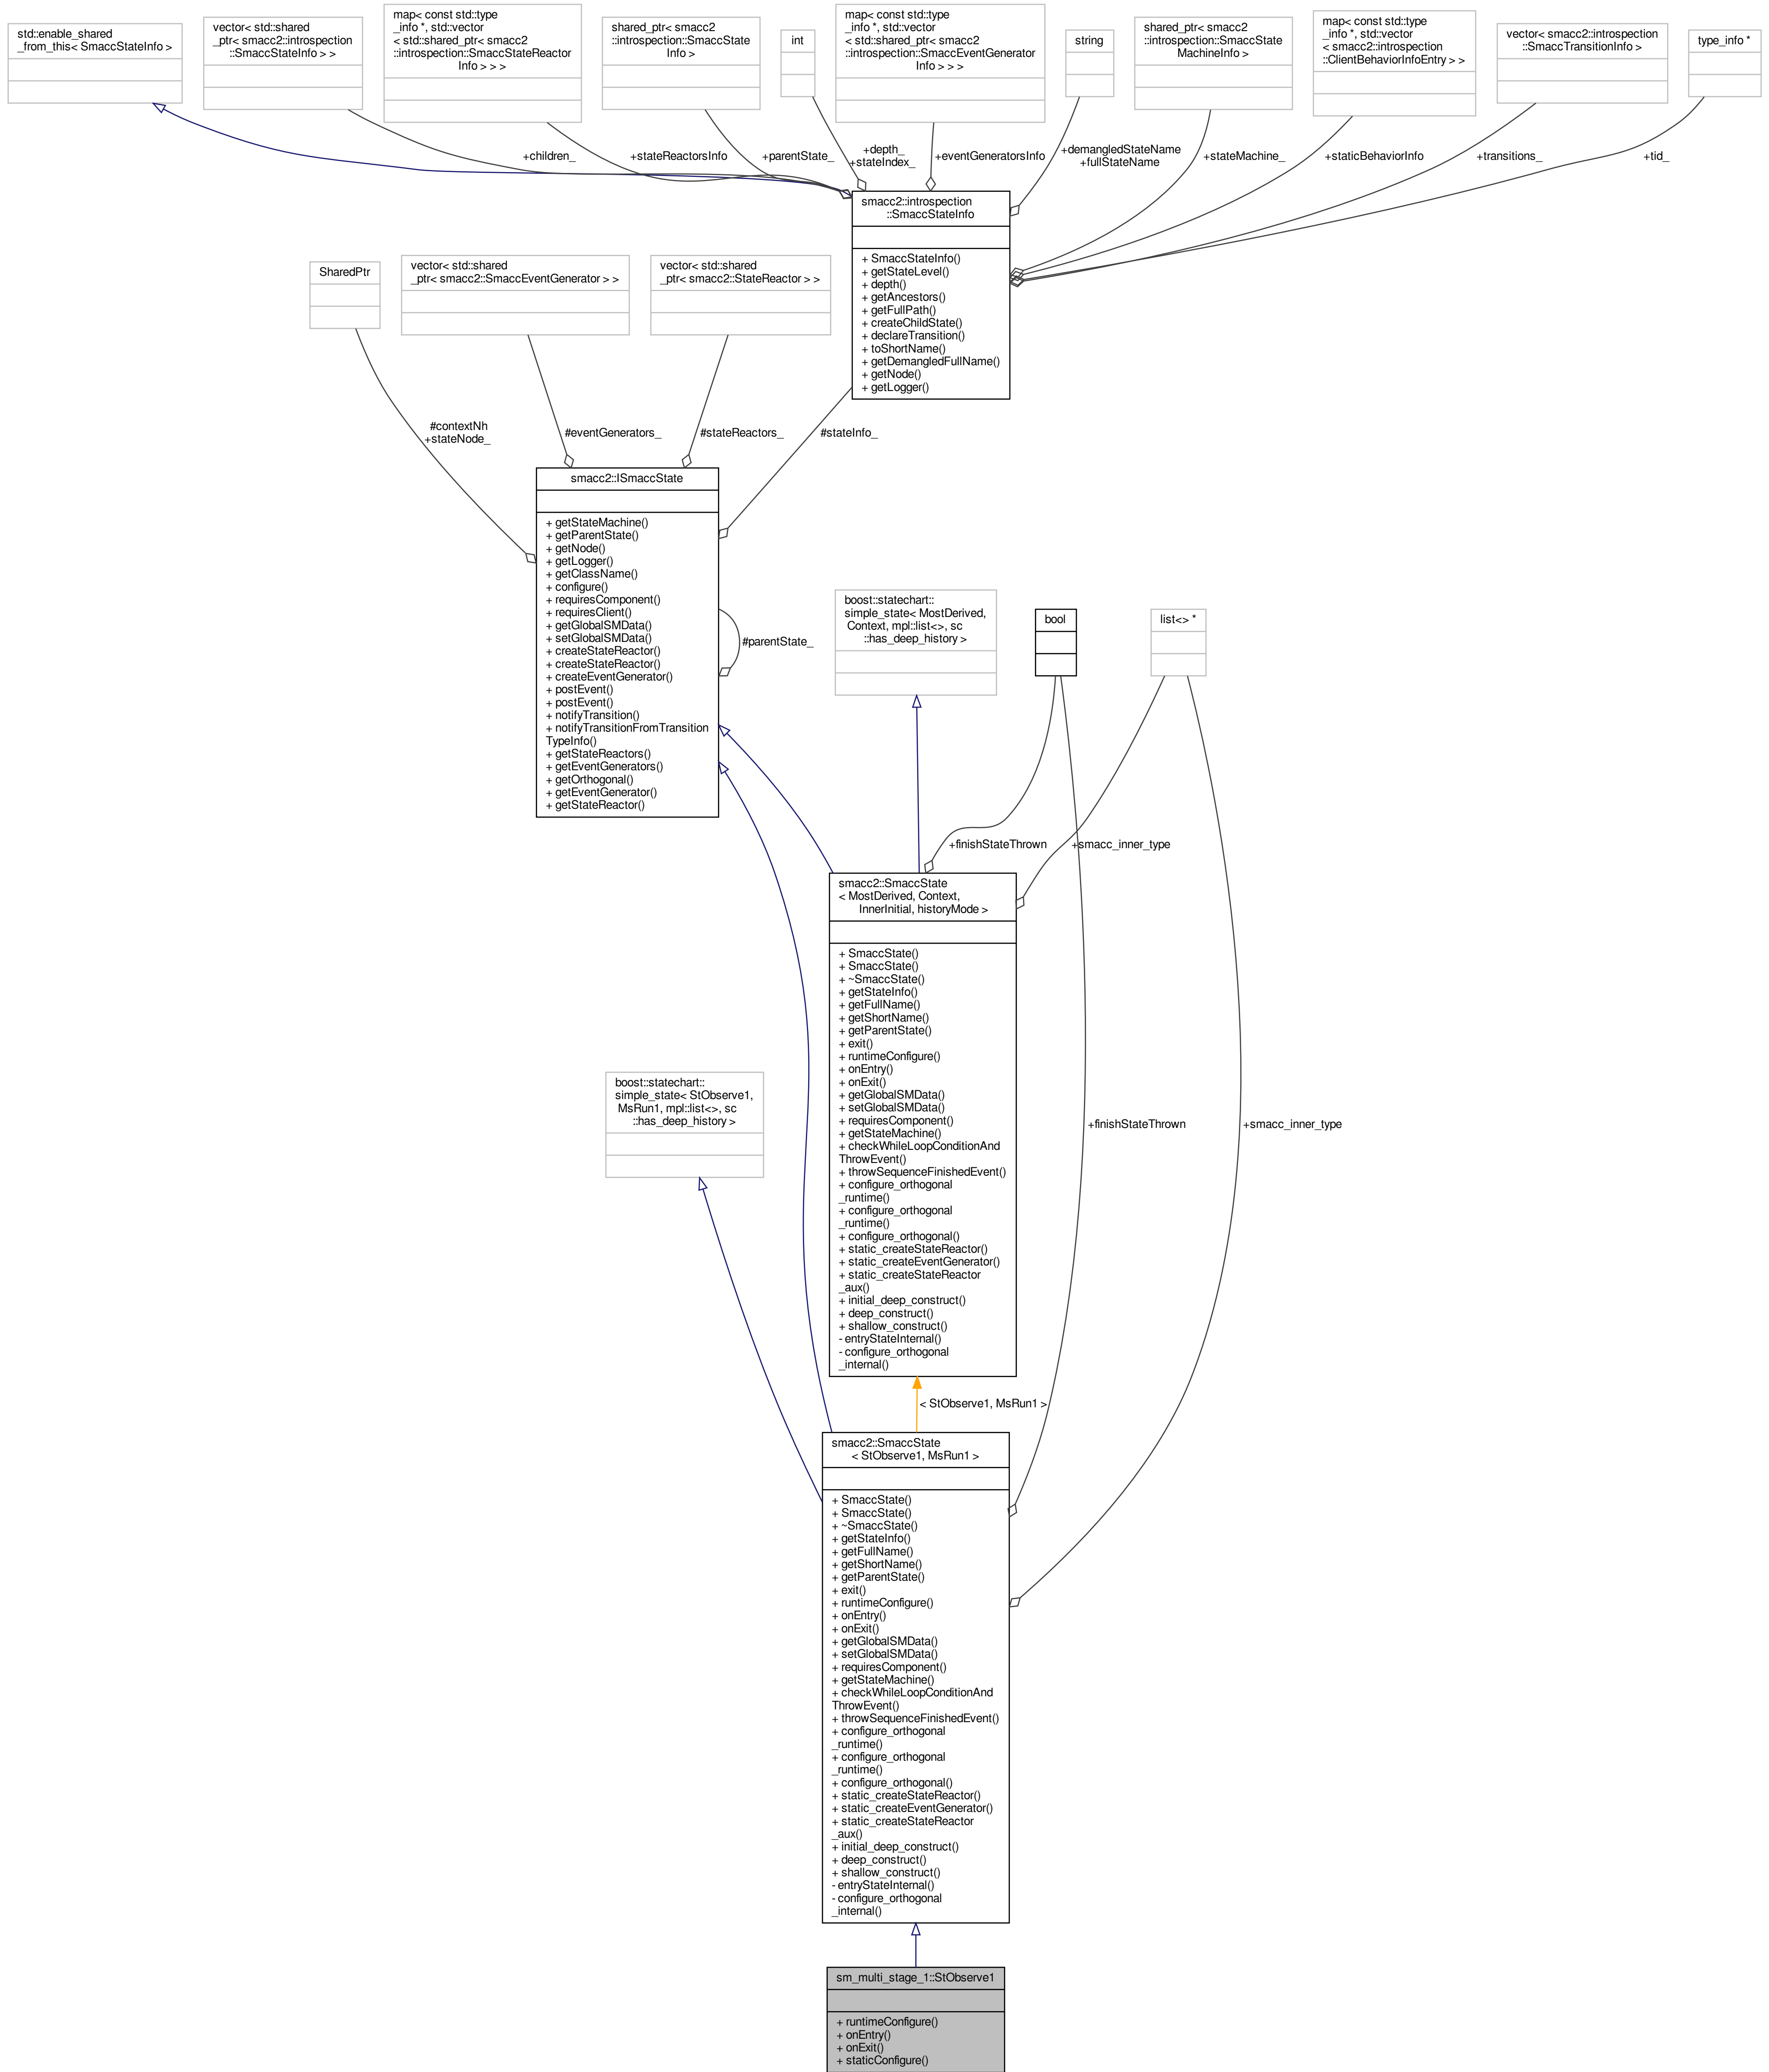 std::enable_shared
_from_this< SmaccStateInfo >
vector< std::shared
_ptr< smacc2::introspection
::SmaccStateInfo > >
map< const std::type
_info *, std::vector
< std::shared_ptr< smacc2
::introspection::SmaccStateReactor
Info > > >
shared_ptr< smacc2
::introspection::SmaccState
Info >
int
map< const std::type
_info *, std::vector
< std::shared_ptr< smacc2
::introspection::SmaccEventGenerator
Info > > >
string
shared_ptr< smacc2
::introspection::SmaccState
MachineInfo >
map< const std::type
_info *, std::vector
< smacc2::introspection
::ClientBehaviorInfoEntry > >
vector< smacc2::introspection
::SmaccTransitionInfo >
type_info *
+children_
+stateReactorsInfo
+parentState_
+depth_
+stateIndex_
+eventGeneratorsInfo
+demangledStateName
+fullStateName
+stateMachine_
+staticBehaviorInfo
+transitions_
+tid_
smacc2::introspection
::SmaccStateInfo
+ SmaccStateInfo()
+ getStateLevel()
+ depth()
+ getAncestors()
+ getFullPath()
+ createChildState()
+ declareTransition()
+ toShortName()
+ getDemangledFullName()
+ getNode()
+ getLogger()
SharedPtr
vector< std::shared
_ptr< smacc2::SmaccEventGenerator > >
vector< std::shared
_ptr< smacc2::StateReactor > >
#contextNh
+stateNode_
#eventGenerators_
#stateReactors_
#stateInfo_
smacc2::ISmaccState
+ getStateMachine()
+ getParentState()
+ getNode()
+ getLogger()
+ getClassName()
+ configure()
+ requiresComponent()
+ requiresClient()
+ getGlobalSMData()
+ setGlobalSMData()
+ createStateReactor()
+ createStateReactor()
+ createEventGenerator()
+ postEvent()
+ postEvent()
+ notifyTransition()
+ notifyTransitionFromTransition
TypeInfo()
+ getStateReactors()
+ getEventGenerators()
+ getOrthogonal()
+ getEventGenerator()
+ getStateReactor()
#parentState_
boost::statechart::
simple_state< MostDerived,
Context, mpl::list<>, sc
::has_deep_history >
bool
list<> *
+finishStateThrown
+smacc_inner_type
smacc2::SmaccState
< MostDerived, Context,
InnerInitial, historyMode >
+ SmaccState()
+ SmaccState()
+ ~SmaccState()
+ getStateInfo()
+ getFullName()
+ getShortName()
+ getParentState()
+ exit()
+ runtimeConfigure()
+ onEntry()
+ onExit()
+ getGlobalSMData()
+ setGlobalSMData()
+ requiresComponent()
+ getStateMachine()
+ checkWhileLoopConditionAnd
ThrowEvent()
+ throwSequenceFinishedEvent()
+ configure_orthogonal
_runtime()
+ configure_orthogonal
_runtime()
+ configure_orthogonal()
+ static_createStateReactor()
+ static_createEventGenerator()
+ static_createStateReactor
_aux()
+ initial_deep_construct()
+ deep_construct()
+ shallow_construct()
- entryStateInternal()
- configure_orthogonal
_internal()
boost::statechart::
simple_state< StObserve1,
MsRun1, mpl::list<>, sc
::has_deep_history >
+finishStateThrown
+smacc_inner_type
< StObserve1, MsRun1 >
smacc2::SmaccState
< StObserve1, MsRun1 >
+ SmaccState()
+ SmaccState()
+ ~SmaccState()
+ getStateInfo()
+ getFullName()
+ getShortName()
+ getParentState()
+ exit()
+ runtimeConfigure()
+ onEntry()
+ onExit()
+ getGlobalSMData()
+ setGlobalSMData()
+ requiresComponent()
+ getStateMachine()
+ checkWhileLoopConditionAnd
ThrowEvent()
+ throwSequenceFinishedEvent()
+ configure_orthogonal
_runtime()
+ configure_orthogonal
_runtime()
+ configure_orthogonal()
+ static_createStateReactor()
+ static_createEventGenerator()
+ static_createStateReactor
_aux()
+ initial_deep_construct()
+ deep_construct()
+ shallow_construct()
- entryStateInternal()
- configure_orthogonal
_internal()
sm_multi_stage_1::StObserve1
+ runtimeConfigure()
+ onEntry()
+ onExit()
+ staticConfigure()